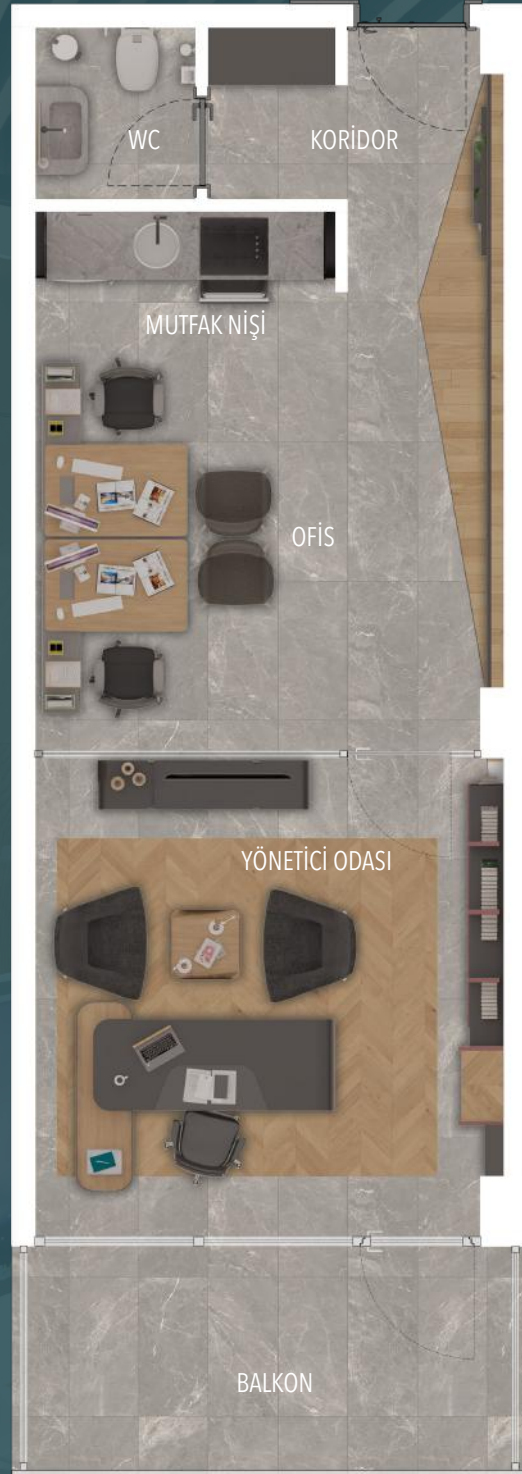 WC
KORİDOR
MUTFAK NİŞİ
OFİS
YÖNETİCİ ODASI
BALKON